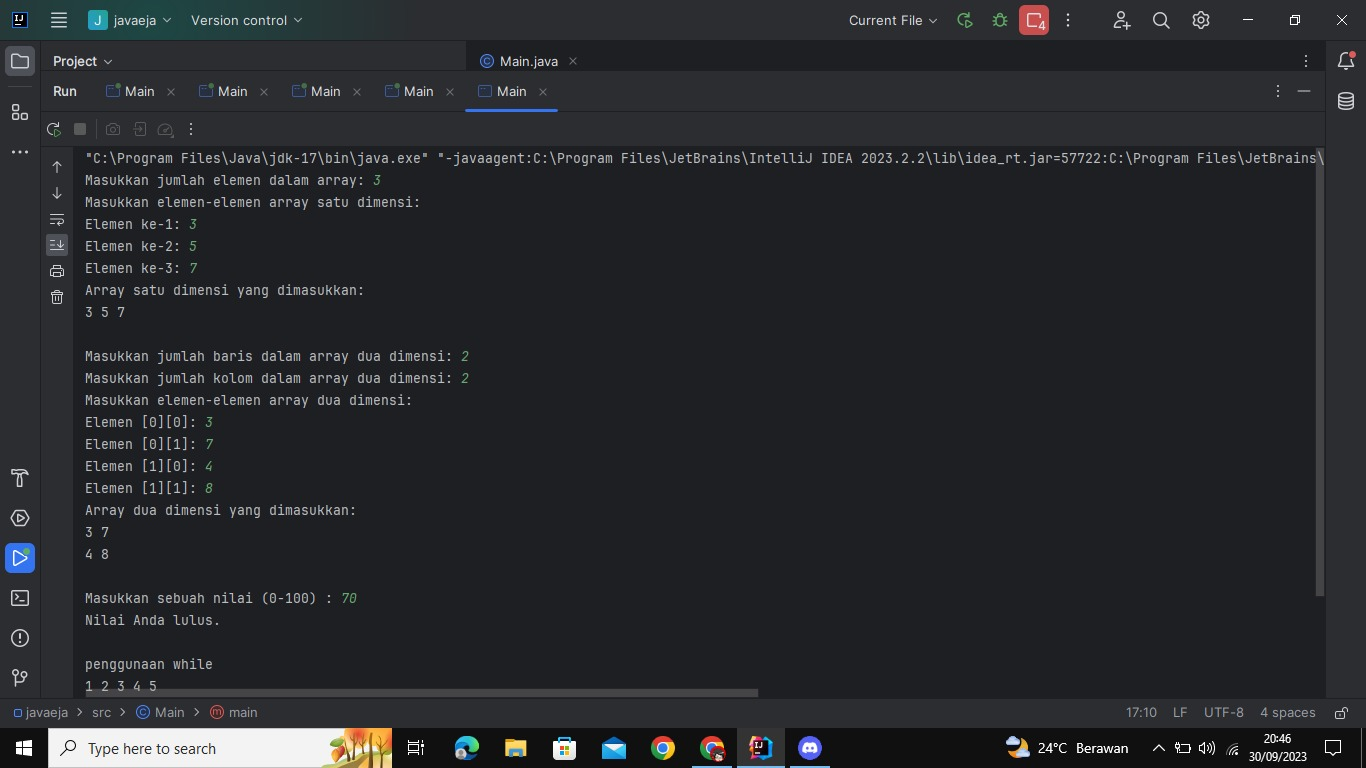 J javaeja Version control Current File 4
Project Main.java
Run Main Main Main Main Main
"C:\Program Files\Java\jdk-17\bin\java.exe" "-javaagent:C:\Program Files\JetBrains\IntelliJ IDEA 2023.2.2\lib\idea_rt.jar=57722:C:\Program Files\JetBrains\
Masukkan jumlah elemen dalam array: 3
Masukkan elemen-elemen array satu dimensi:
Elemen ke-1: 3
Elemen ke-2: 5
Elemen ke-3: 7
Array satu dimensi yang dimasukkan:
3 5 7
Masukkan jumlah baris dalam array dua dimensi: 2
Masukkan jumlah kolom dalam array dua dimensi: 2
Masukkan elemen-elemen array dua dimensi:
Elemen [0][0]: 3
Elemen [0][1]: 7
Elemen [1][0]: 4
Elemen [1][1]: 8
Array dua dimensi yang dimasukkan:
3 7
4 8
Masukkan sebuah nilai (0-100) : 70
Nilai Anda lulus.
penggunaan while
1 2 3 4 5
javaeja > src > Main > main 17:10 LF UTF-8 4 spaces
Type here to search 24°C Berawan 20:46
30/09/2023